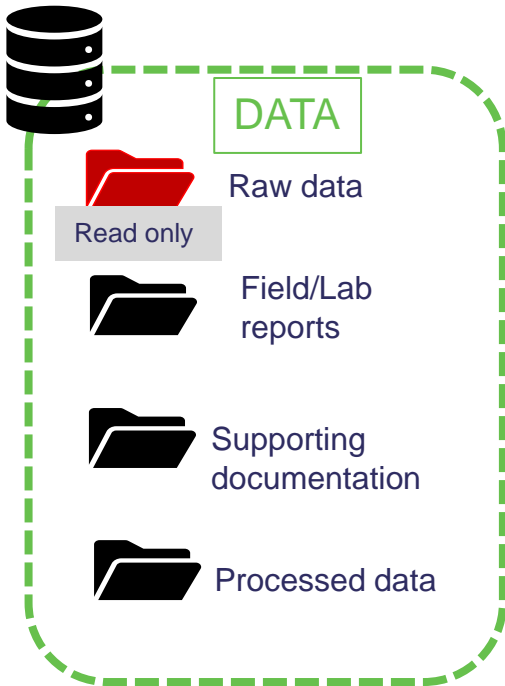 DATA
Raw data
Read only
Field/Lab
reports
Supporting
documentation
Processed data